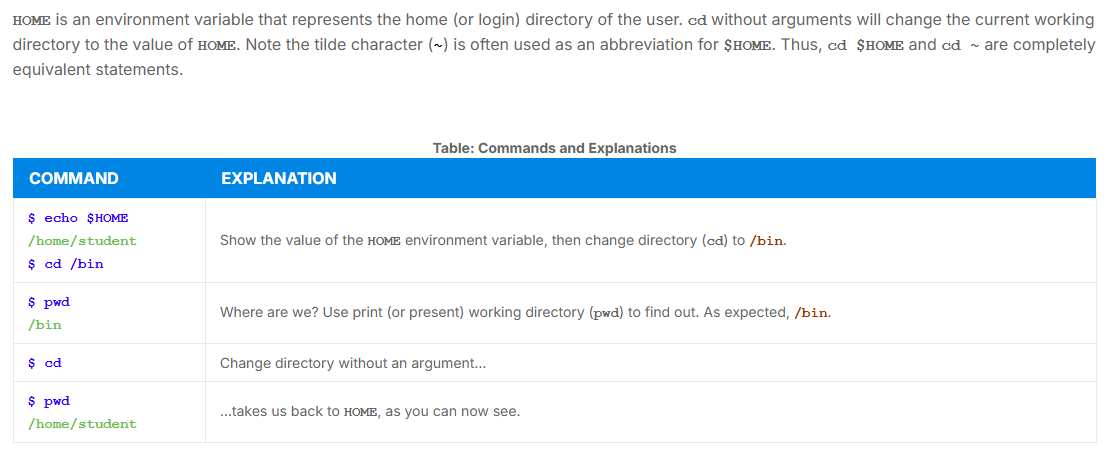 HOME is an environment variable that represents the home (or login) directory of the user. cd without arguments will change the current working
directory to the value of HOME. Note the tilde character (~) is often used as an abbreviation for $HOME. Thus, cd $HOME and cd ~ are completely
equivalent statements.
Table: Commands and Explanations
COMMAND EXPLANATION
$ echo $HOME
/home/student
$ cd /bin
Show the value of the HOME environment variable, then change directory (cd) to /bin.
$ pwd
/bin
Where are we? Use print (or present) working directory (pwd) to find out. As expected, /bin.
$ cd
Change directory without an argument...
$ pwd
/home/student
...takes us back to HOME, as you can now see.